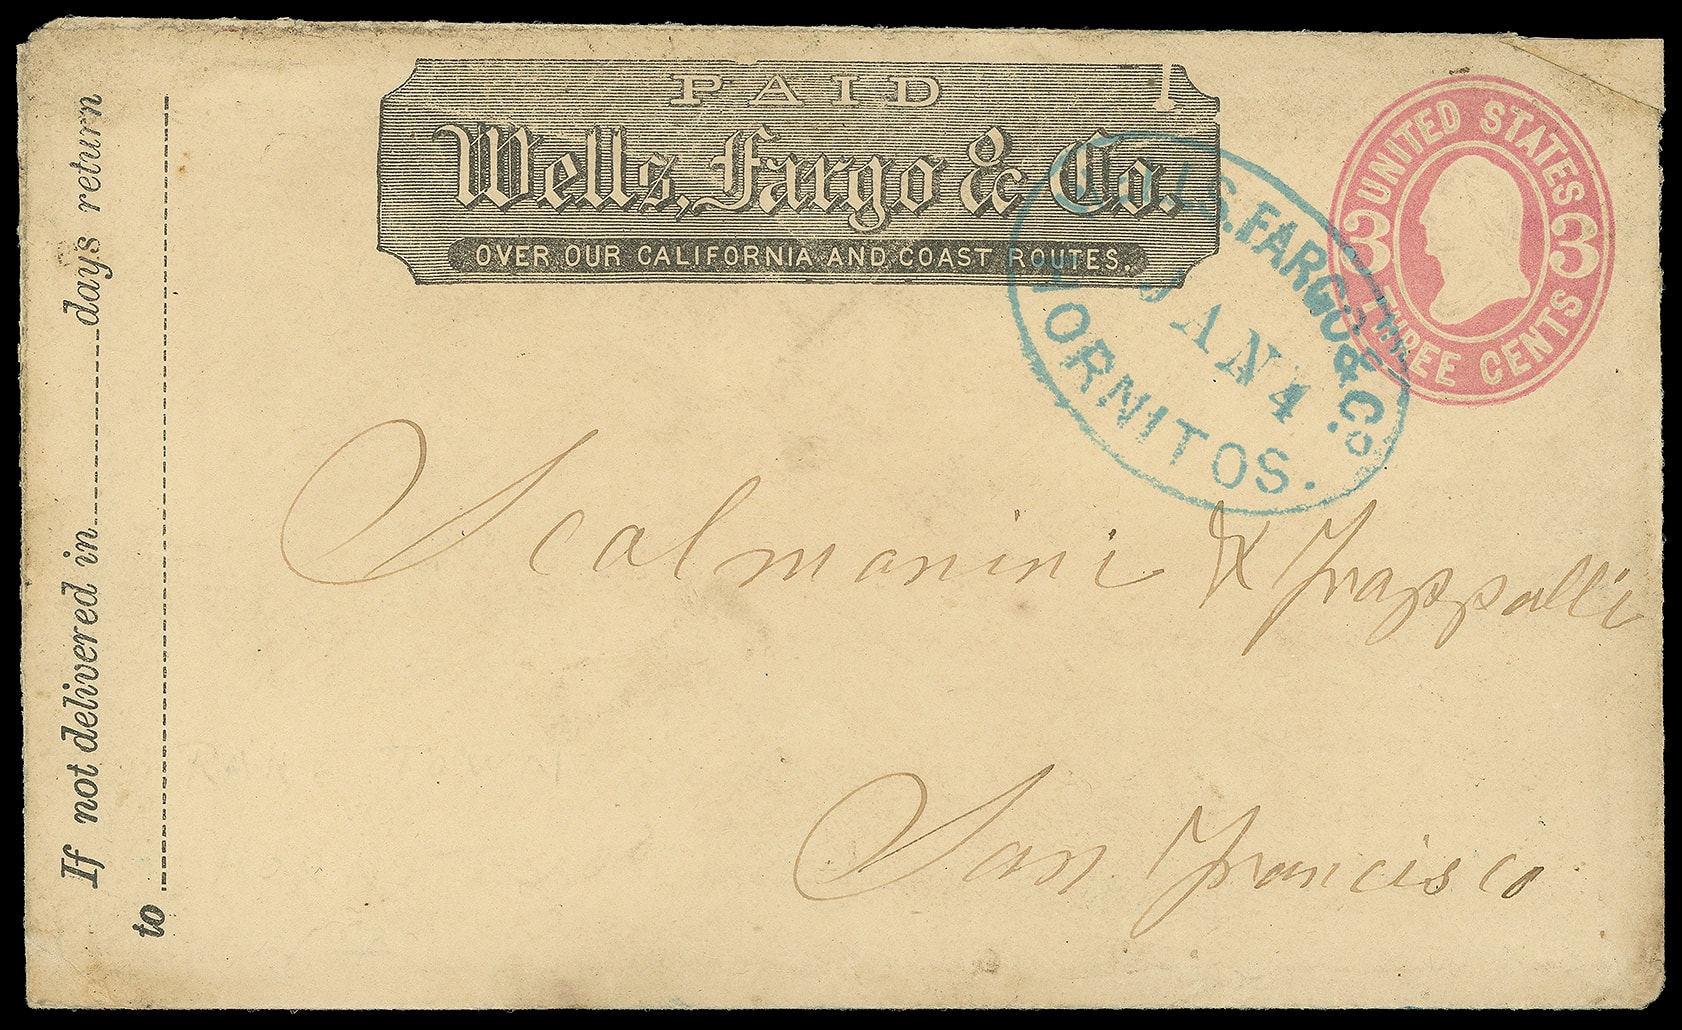 PAID
Wells, Fargo & Co.
OVER OUR CALIFORNIA AND COAST ROUTES.
UNITED STATES
3 3
THREE CENTS
WELLS. FARGO & Co
JAN 4
HORNITOS.
Scalmanini & Frappolli
San Francisco
If not delivered in days return
to